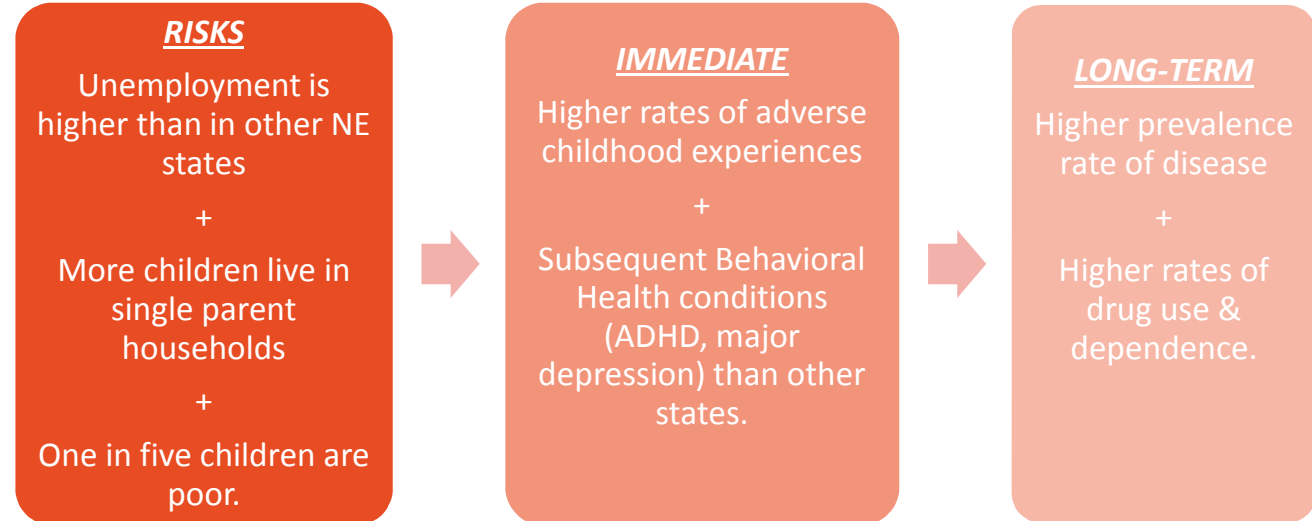 RISKS
Unemployment is
higher than in other NE
states
+
More children live in
single parent
households
+
One in five children are
poor.
IMMEDIATE
Higher rates of adverse
childhood experiences
+
Subsequent Behavioral
Health conditions
(ADHD, major
depression) than other
states.
LONG-TERM
Higher prevalence
rate of disease
+
Higher rates of
drug use &
dependence.